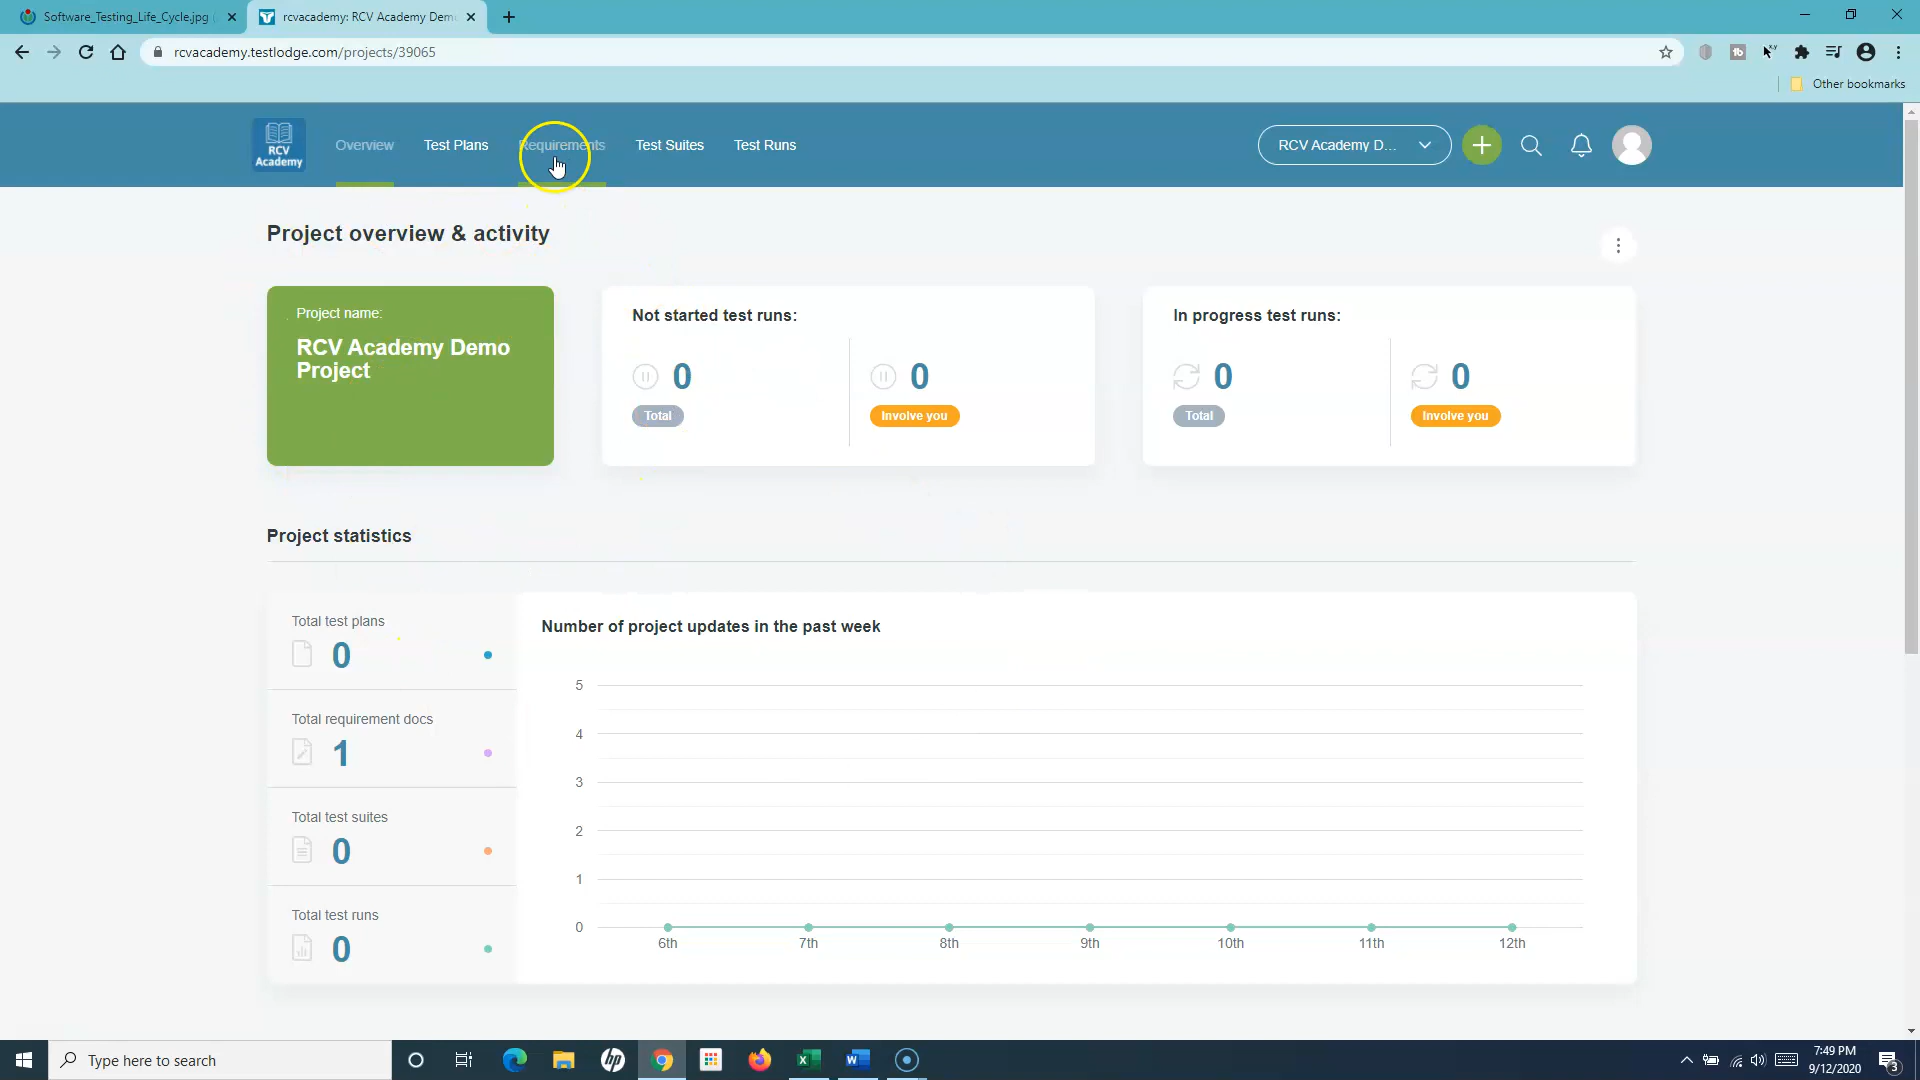 Software_Testing_Life_Cycle.jpg (
rcvacademy: RCV Academy Dem
rcvacademy.testlodge.com/projects/39065
Other bookmarks
RCV
Academy
Overview
Test Plans
Requirements
Test Suites
Test Runs
RCV Academy D...
Project overview & activity
Project name:
RCV Academy Demo
Project
Not started test runs:
0
Total
0
Involve you
In progress test runs:
0
Total
0
Involve you
Project statistics
Total test plans
0
Total requirement docs
1
Total test suites
0
Total test runs
0
Number of project updates in the past week
5
4
3
2
1
0
6th
7th
8th
9th
10th
11th
12th
Type here to search
7:49 PM
9/12/2020
3